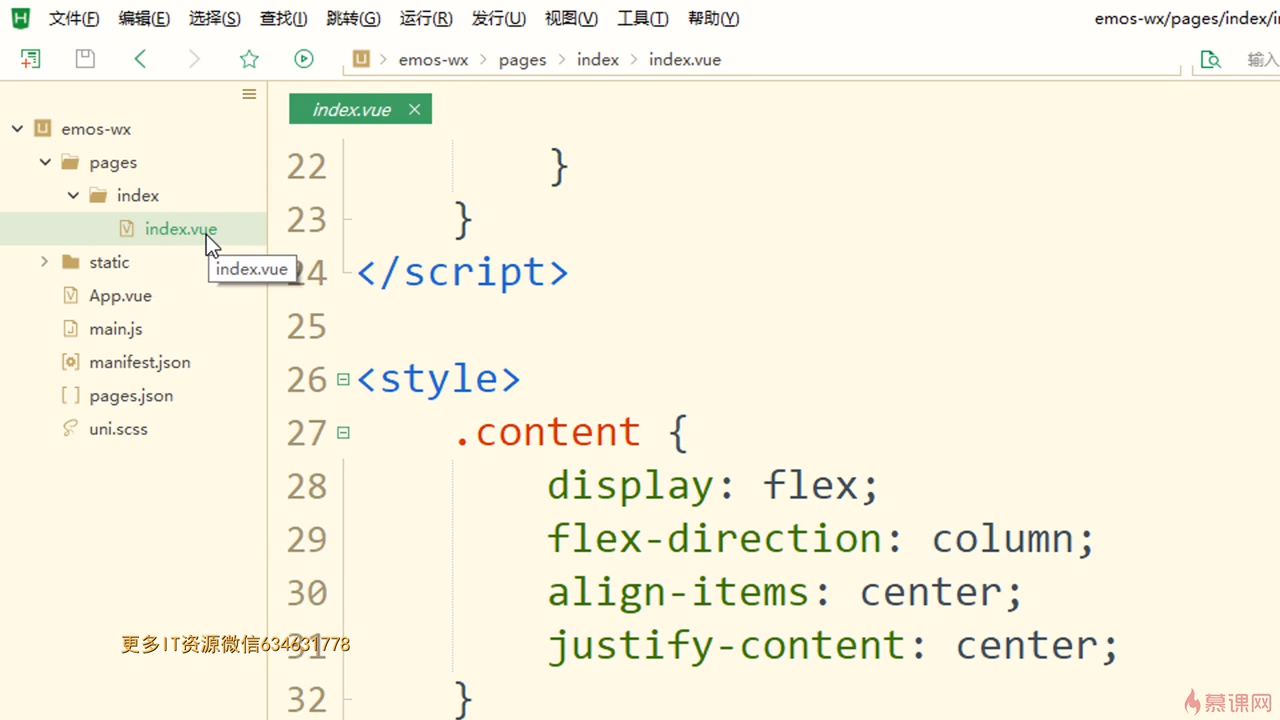 文件(F) 编辑(E) 选择(S) 查找(I) 跳转(G) 运行(R) 发行(U) 视图(V) 工具(T) 帮助(Y) emos-wx/pages/index/i
U emos-wx pages index index.vue 输入
index.vue
emos-wx
pages
index
index.vue
index.vue
static
App.vue
main.js
manifest.json
pages.json
uni.scss
22 }
23 }
24 </script>
25
26 <style>
27 .content {
28 display: flex;
29 flex-direction: column;
30 align-items: center;
31 justify-content: center;
32 }
更多IT资源微信634631778
慕课网